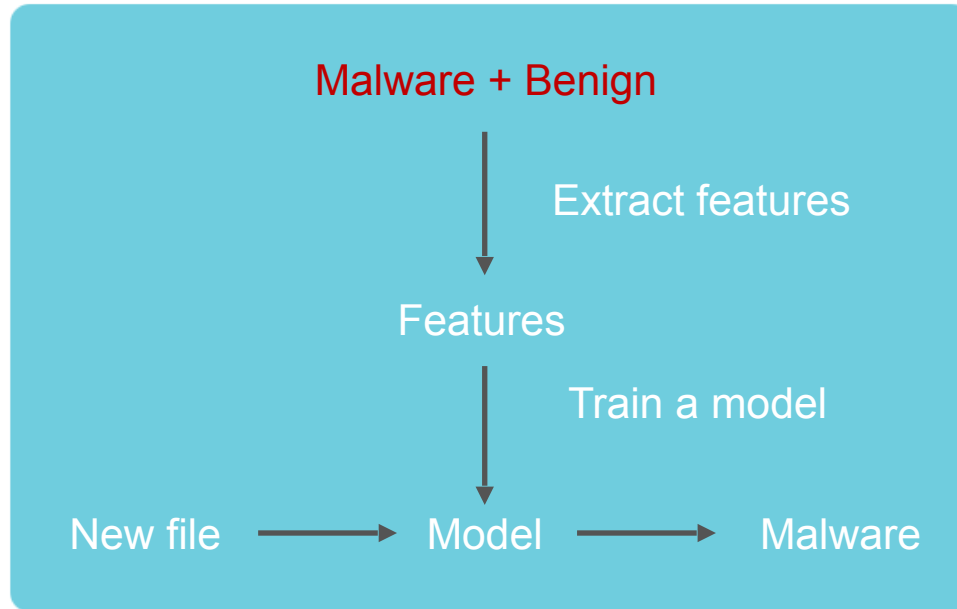 Malware + Benign
Extract features
Features
Train a model
New file
Model
Malware